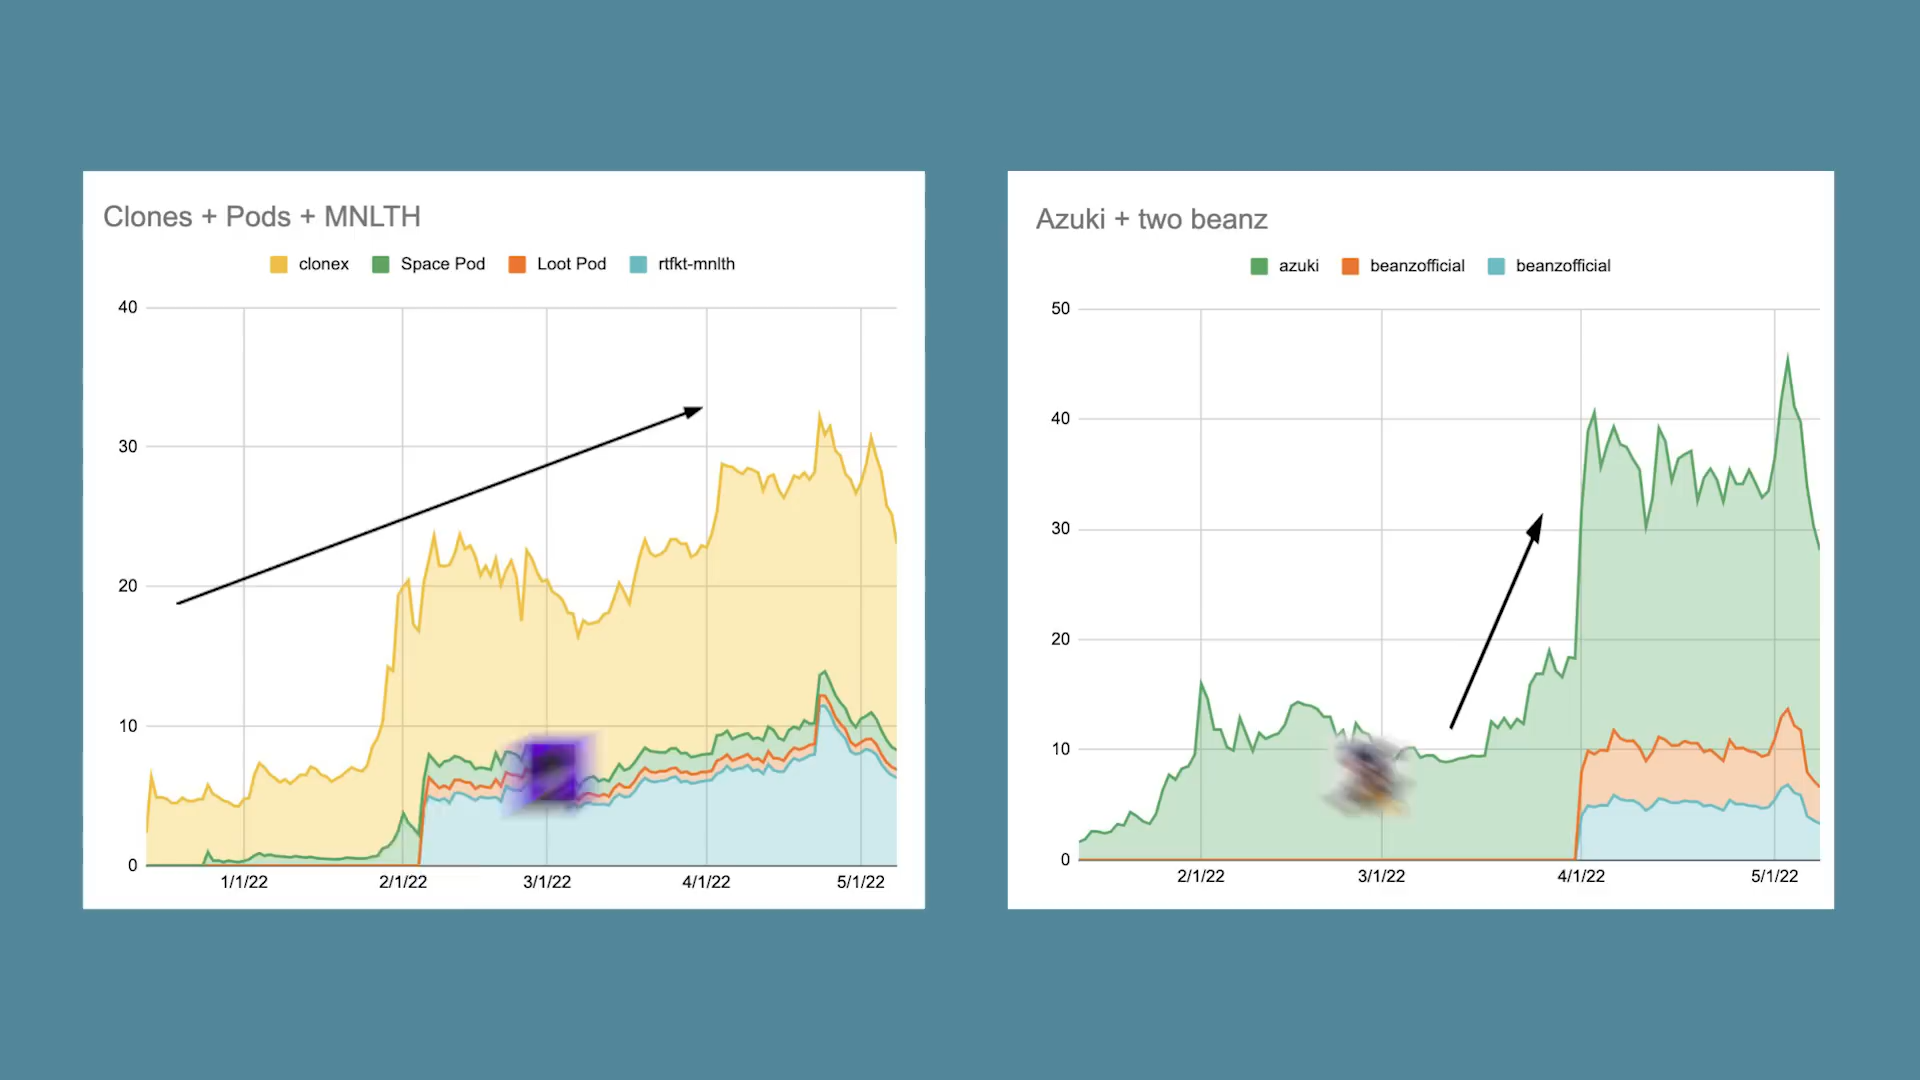 Clones + Pods + MNLTH
clonex Space Pod Loot Pod rtfkt-mnlth
40
30
20
10
0
1/1/22 2/1/22 3/1/22 4/1/22 5/1/22
Azuki + two beanz
azuki beanzofficial beanzofficial
50
40
30
20
10
0
2/1/22 3/1/22 4/1/22 5/1/22